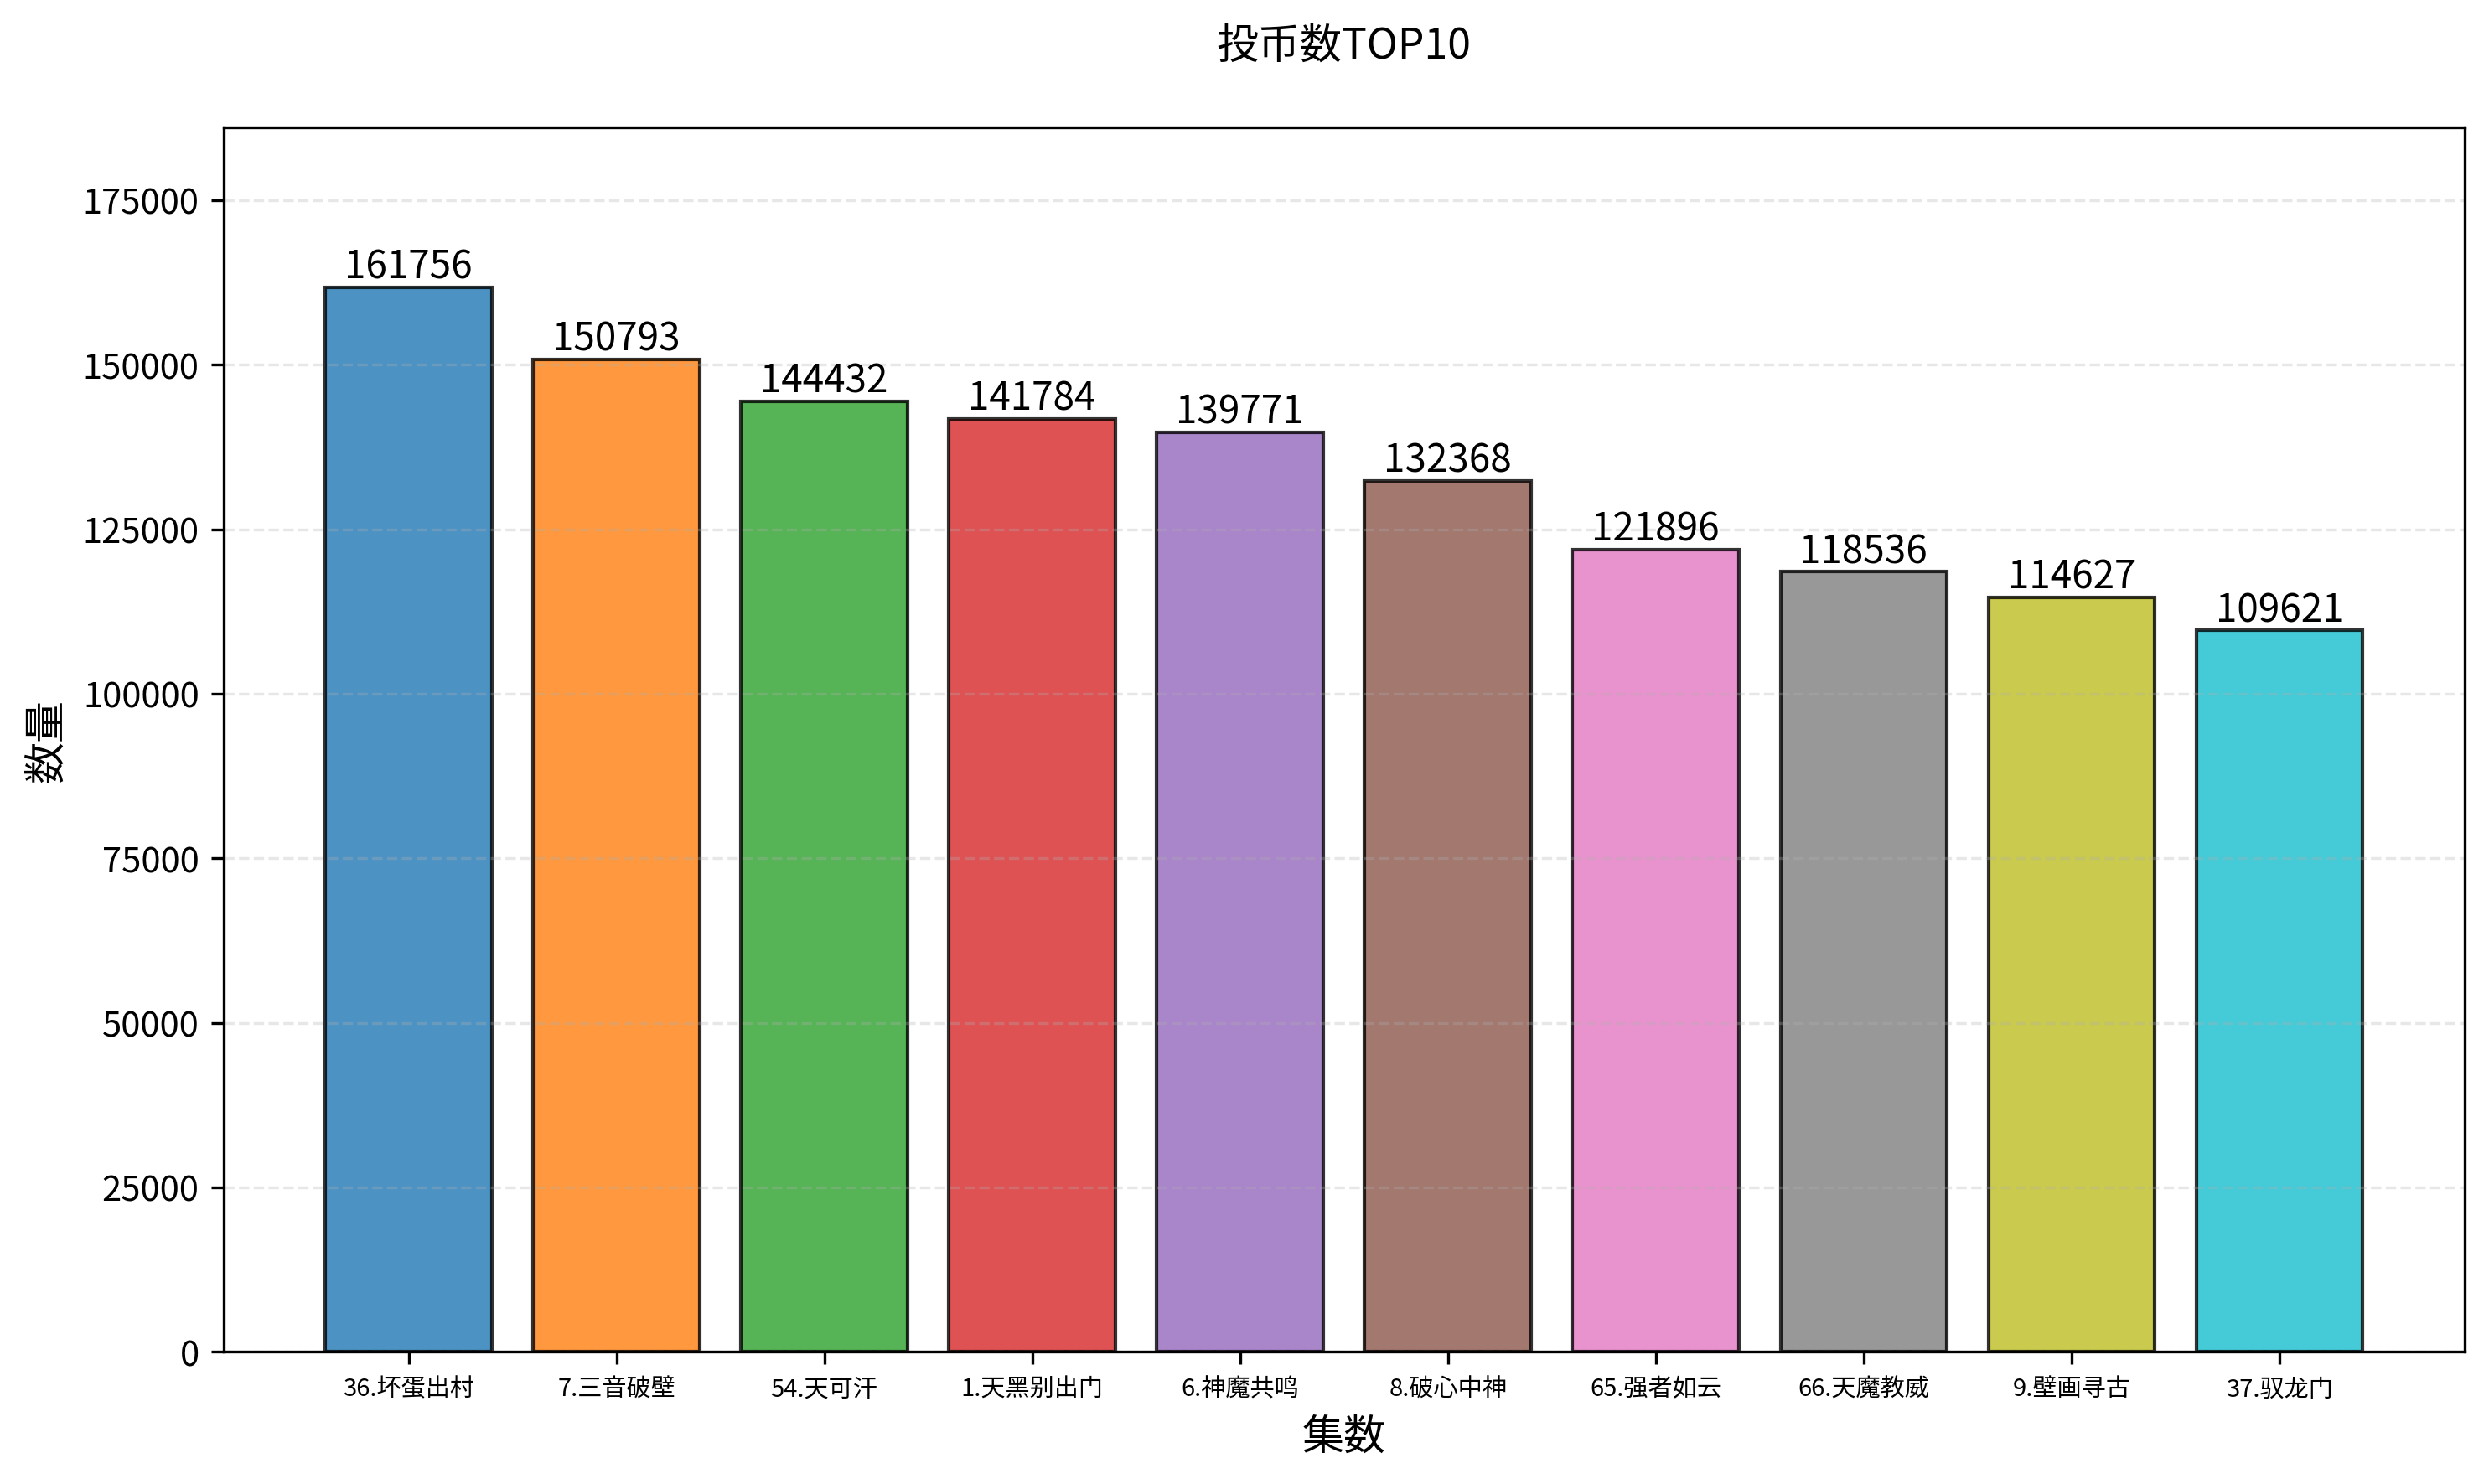 投币数TOP10
175000
150000
125000
100000
75000
50000
25000
0
数量
161756
150793
144432
141784
139771
132368
121896
118536
114627
109621
36.坏蛋出村
7.三音破壁
54.天可汗
1.天黑别出门
6.神魔共鸣
8.破心中神
65.强者如云
66.天魔教威
9.壁画寻古
37.驭龙门
集数